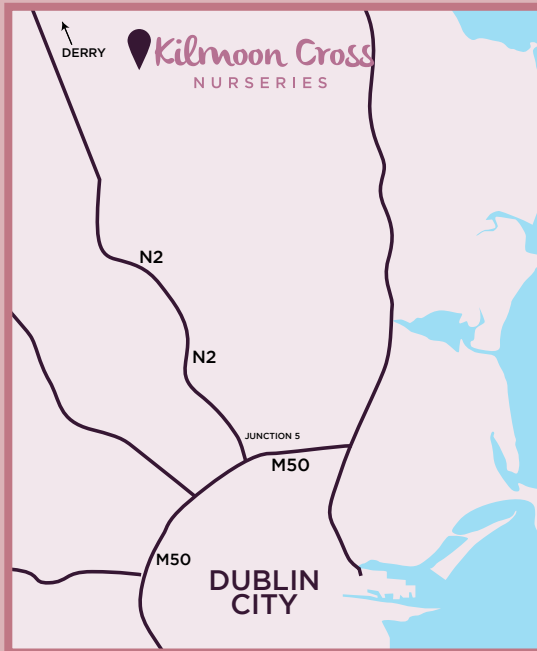 DERRY
Kilmoon Cross
NURSERIES
N2
N2
JUNCTION 5
M50
M50
DUBLIN
CITY